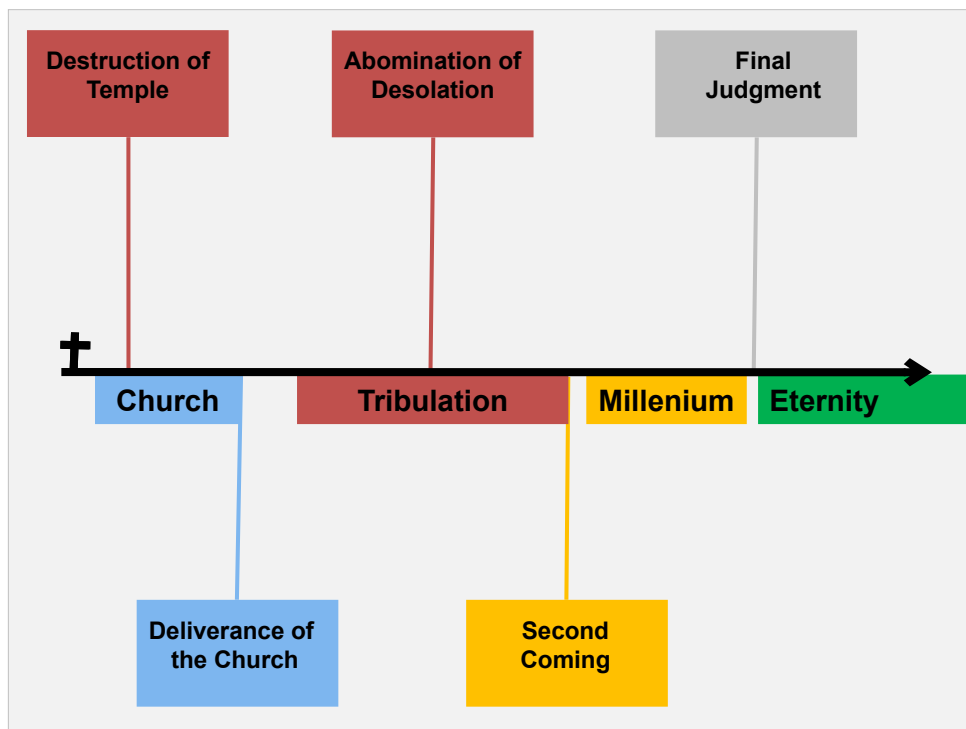 Destruction of
Temple
Abomination of
Desolation
Final
Judgment
Church
Tribulation
Millenium
Eternity
Deliverance of
the Church
Second
Coming